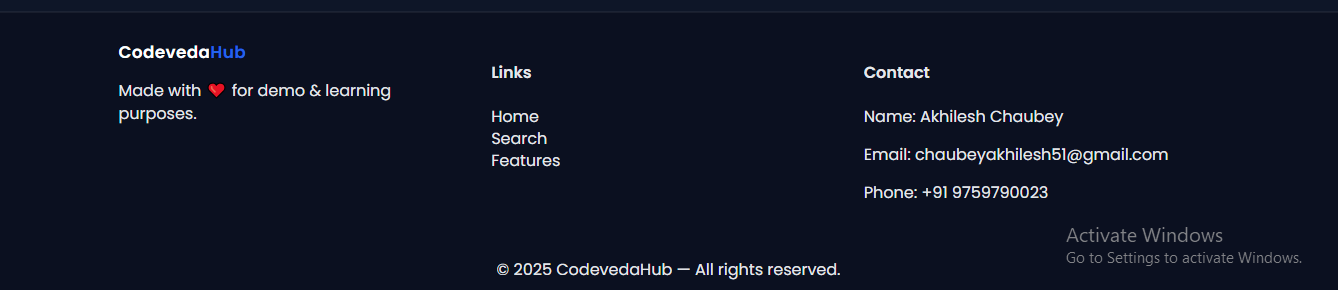 CodevedaHub
Made with ❤ for demo & learning
purposes.
Links
Home
Search
Features
Contact
Name: Akhilesh Chaubey
Email: chaubeyakhilesh51@gmail.com
Phone: +91 9759790023
© 2025 CodevedaHub — All rights reserved.
Activate Windows
Go to Settings to activate Windows.